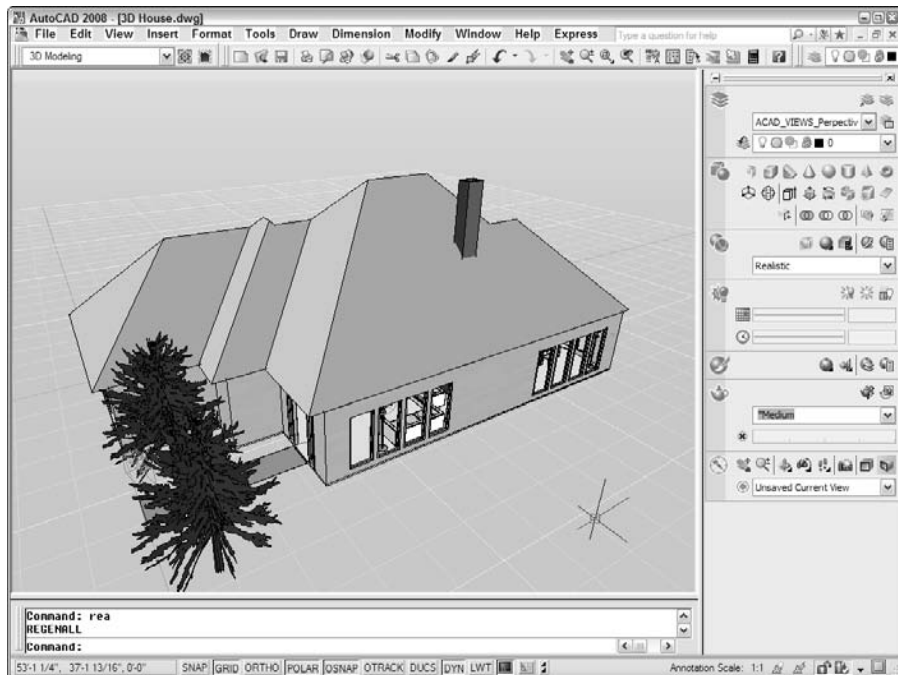 AutoCAD 2008 - [3D House.dwg]
File Edit View Insert Format Tools Draw Dimension Modify Window Help Express Type a question for help
3D Modeling
ACAD_VIEWS_Perpectiv
0
Realistic
*Medium
Unsaved Current View
Command: rea
REGENALL
Command:
53'-1 1/4", 37'-1 13/16", 0'-0" SNAP GRID ORTHO POLAR OSNAP OTRACK DUCS DYN LWT Annotation Scale: 1:1